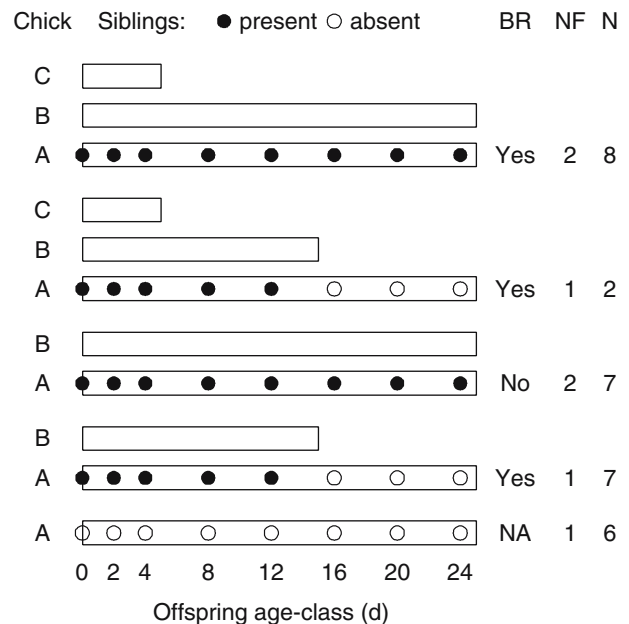 Chick Siblings: ● present ○ absent BR NF N
C
B
A Yes 2 8
C
B
A Yes 1 2
B
A No 2 7
B
A Yes 1 7
A NA 1 6
0 2 4 8 12 16 20 24
Offspring age-class (d)